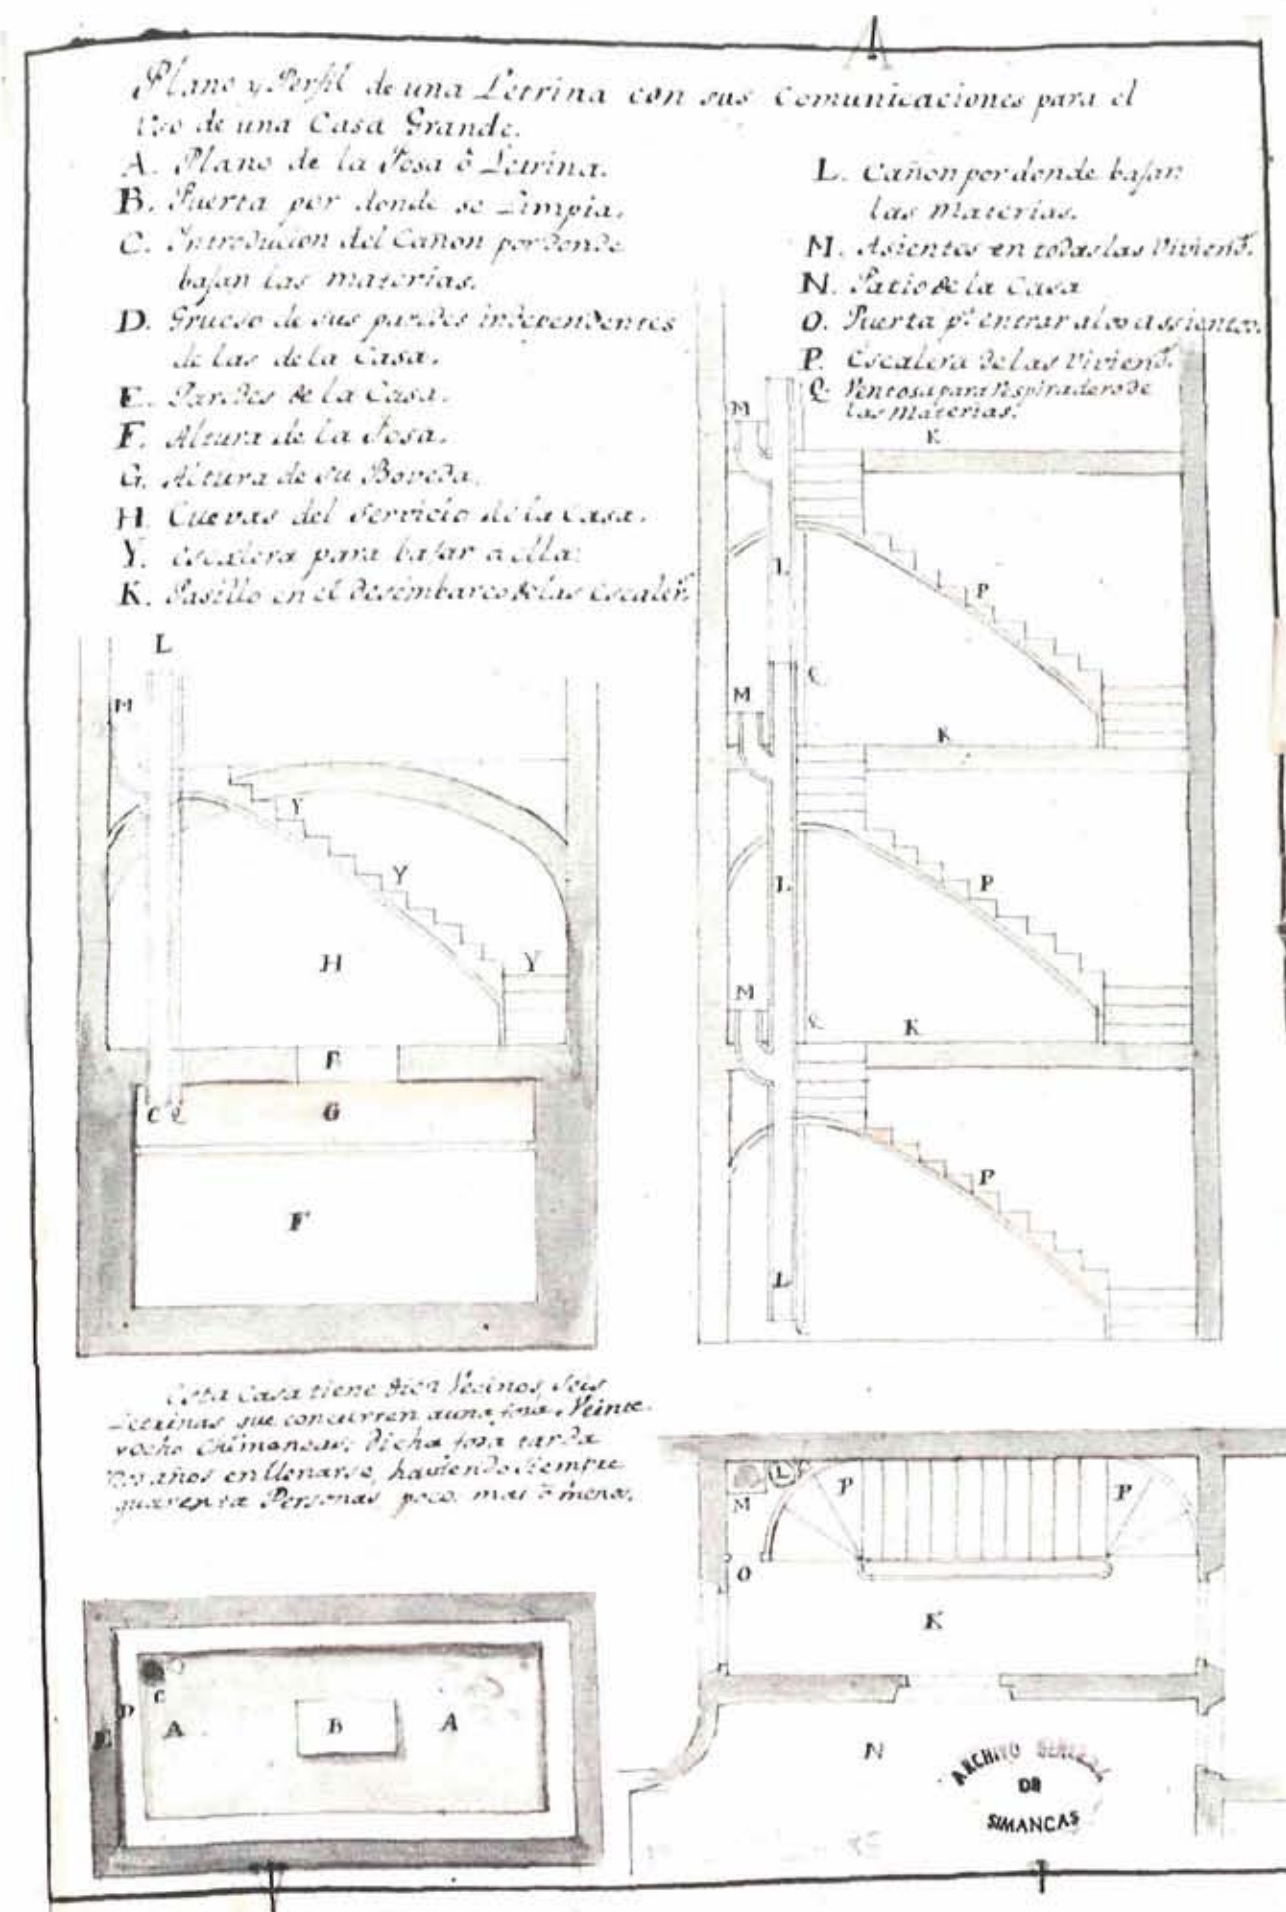 Plano y Perfil de una Letrina con sus Comunicaciones para el
Uso de una Casa Grande.
A. Plano de la Fosa ô Letrina.
B. Puerta por donde se Limpia.
C. Introducion del Cañon por donde
bajan las materias.
D. Grueso de sus paredes independentes
de las de la Casa.
E. Paredes de la Casa.
F. Altura de la Fosa.
G. Altura de su Boveda.
H. Cuevas del Servicio de la Casa.
Y. escalera para bajar a ella.
K. Pasillo en el desembarco de las escaler.
L. Cañon por donde bajan
las materias.
M. Asientos en todas las Viviend.
N. Patio de la Casa
O. Puerta pᵃ entrar a los assientos.
P. Escalera de las Viviend.
Q. Ventosa para Respiradero de
las materias.
L
M
Y
Y
H
Y
B
C Q
G
F
M
K
L
P
Q
M
K
L
P
M
Q
K
P
L
Esta Casa tiene diez Vecinos, Seis
Letrinas que concurren a una fosa, Veinte
y ocho Chimeneas; dicha fosa tarda
años en llenarse, haviendo siempre
quarenta Personas poco mas ô menos.
L
M
P
P
O
K
N
C
D
E
A
B
A
ARCHIVO GENERAL
DE
SIMANCAS